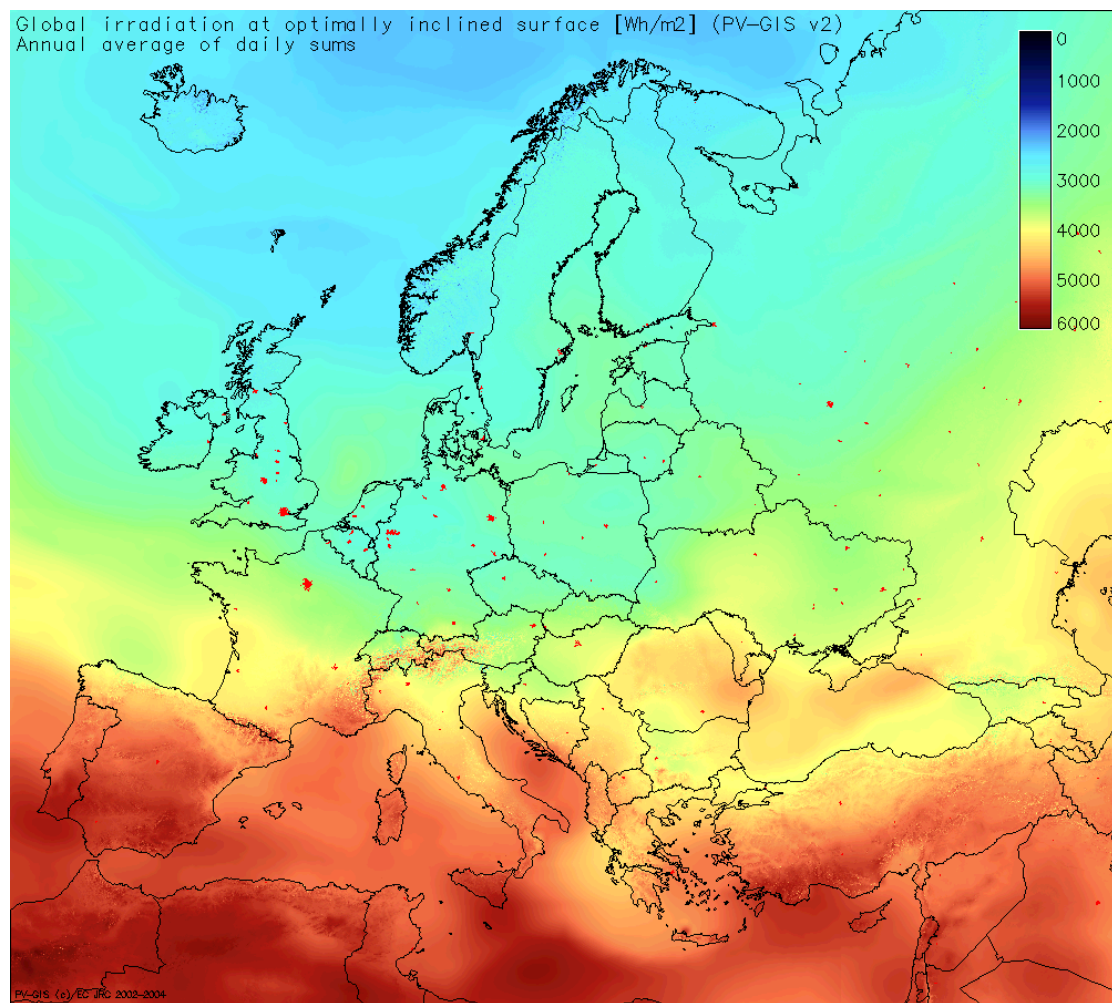 Global irradiation at optimally inclined surface [Wh/m2] (PV-GIS v2)
Annual average of daily sums
0
1000
2000
3000
4000
5000
6000
PV-GIS (c)/EC JRC 2002-2004